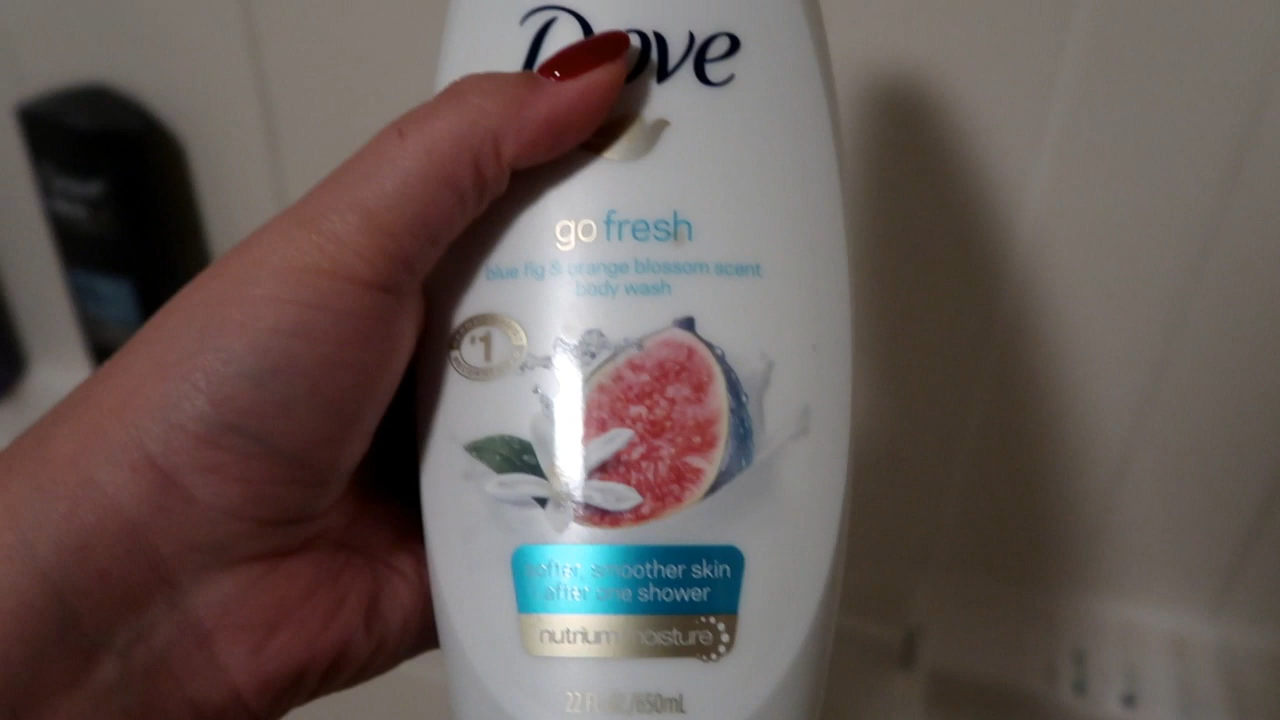 Dove
go fresh
blue fig & orange blossom scent
body wash
#1
softer, smoother skin
after one shower
nutrium moisture
22 FL OZ/650mL